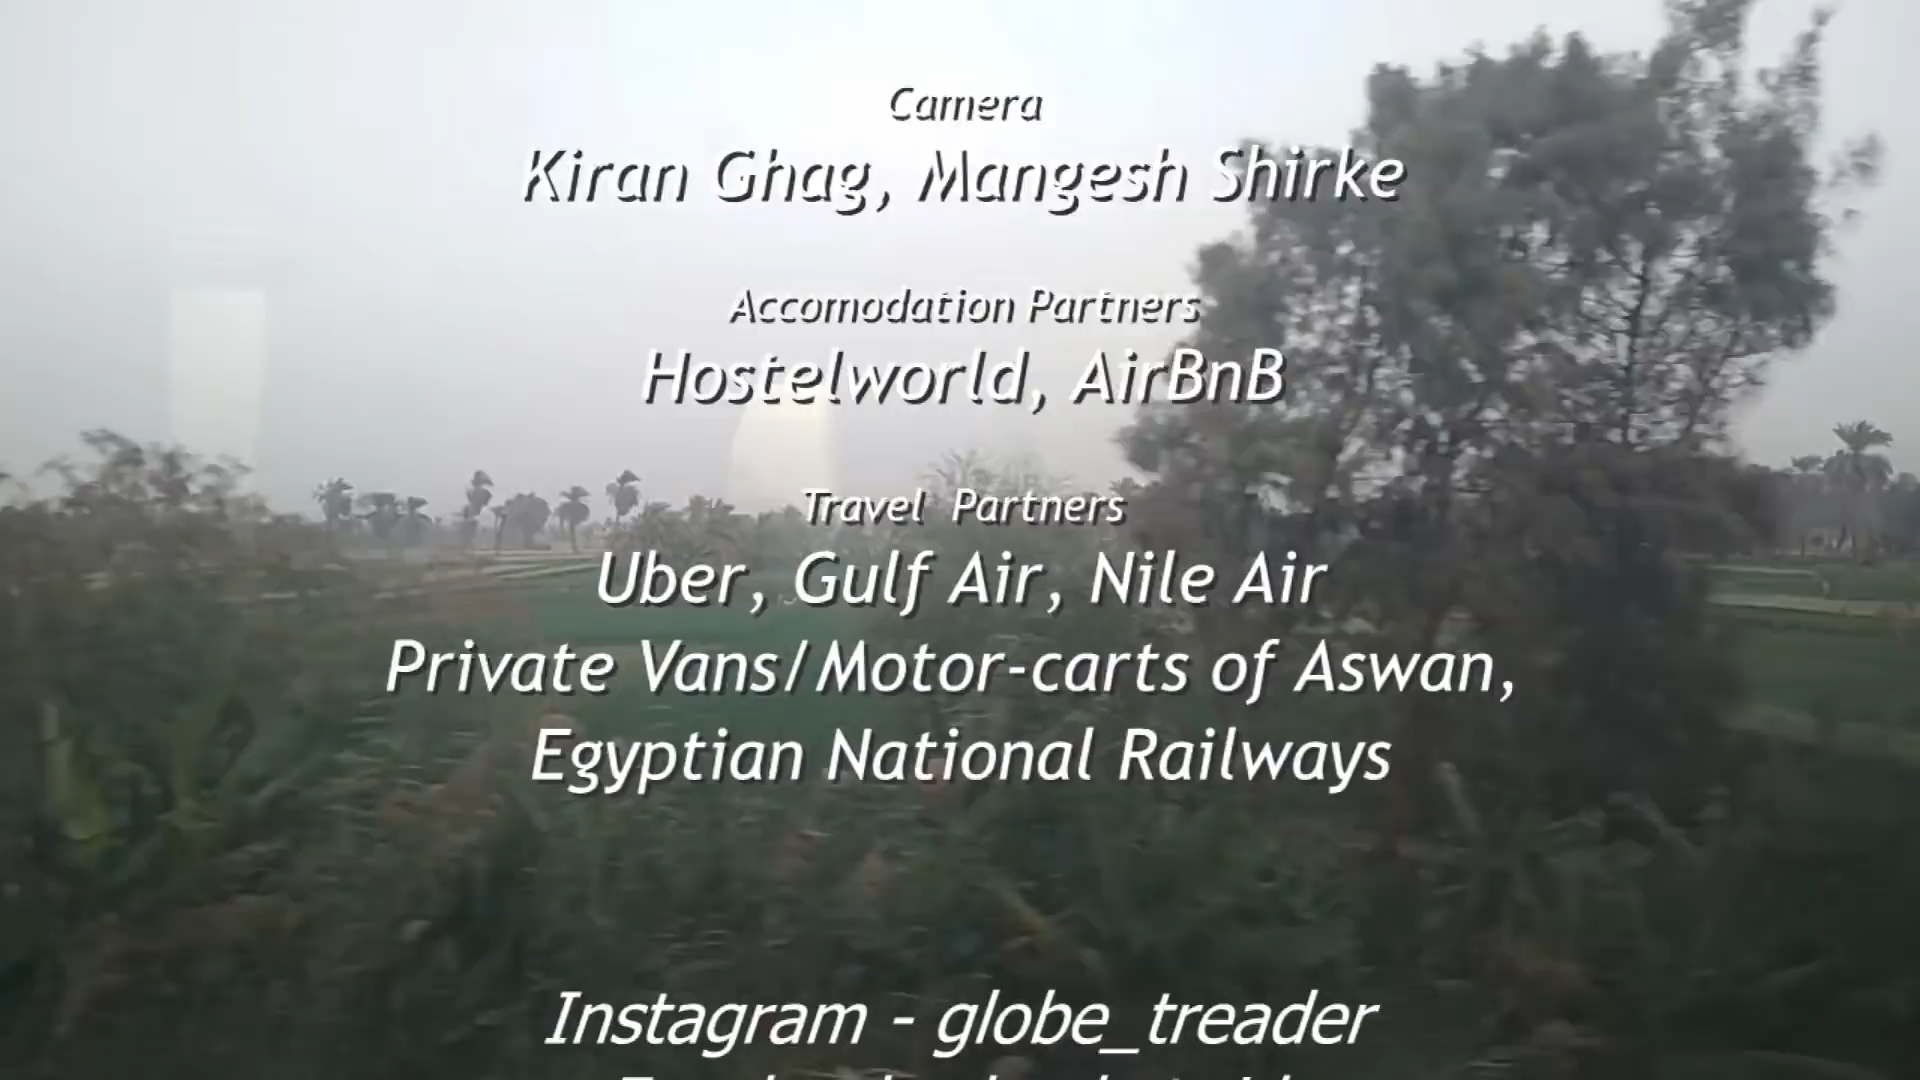 Camera
Kiran Ghag, Mangesh Shirke
Accomodation Partners
Hostelworld, AirBnB
Travel Partners
Uber, Gulf Air, Nile Air
Private Vans/Motor-carts of Aswan,
Egyptian National Railways
Instagram - globe_treader